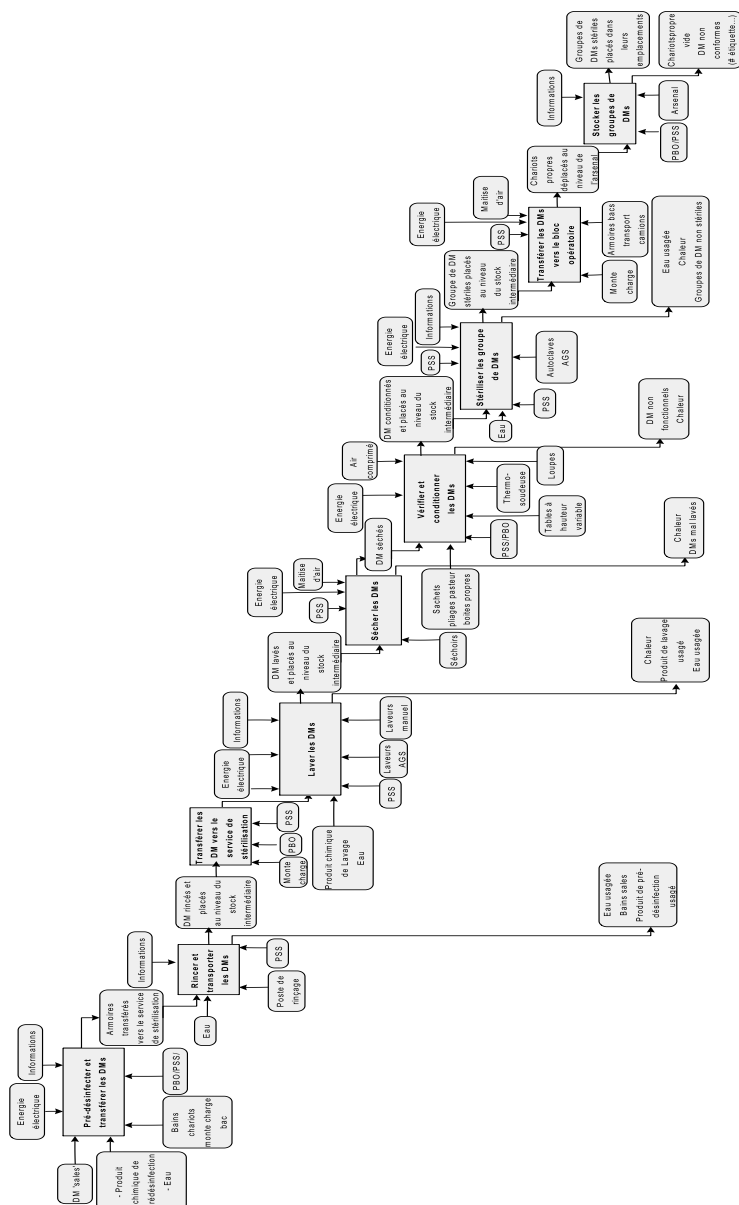 Energie
électrique
Informations
DM 'sales'
Pré-désinfecter et
transférer les DMs
- Produit
chimique de
rédésinfection
- Eau
Bains
chariots
monte charge
bac
PBO/PSS/
Armoires
transférés
vers le service
de stérilisation
Informations
Rincer et
transporter
les DMs
Eau
Poste de
rinçage
PSS
Eau usagée
Bains sales
Produit de pré-
désinfection
usagé
DM rincés et
placés
au niveau du
stock
intermédiaire
Transférer les
DM vers le
service de
stérilisation
Monte
charge
PBO
PSS
Energie
électrique
Informations
Laver les DMs
Produit chimique
de Lavage
Eau
PSS
Laveurs
AGS
Laveurs
manuel
Chaleur
Produit de lavage
usagé
Eau usagée
DM lavés
et placés au
niveau du
stock
intermédiaire
PSS
Energie
électrique
Maitise
d'air
Sécher les DMs
Séchoirs
Chaleur
DMs mal lavés
DM séchés
Energie
électrique
Air
comprimé
Vérifier et
conditionner
les DMs
Sachets
pliages pasteur
boites propres
PSS/PBO
Tables à
hauteur
variable
Thermo-
soudeuse
Loupes
DM non
fonctionnels
Chaleur
DM conditionnés
et placés au
niveau du
stock
intermédiaire
PSS
Energie
électrique
Informations
Stériliser les groupe
de DMs
Eau
PSS
Autoclaves
AGS
Eau usagée
Chaleur
Groupes de DM non stériles
Groupe de DM
stériles placés
au niveau
du stock
intermédiaire
PSS
Energie
électrique
Maitise
d'air
Transférer les DMs
vers le bloc
opératoire
Monte
charge
Armoires bacs
transport
camions
Chariots
propres
déplacés au
niveau de
l'arsenal
Informations
Stocker les
groupes de
DMs
PBO/PSS
Arsenal
Groupes de
DMs stériles
placés dans
leurs
emplacements
Chariotspropre
vide
DM non
conformes
(# étiquette...)